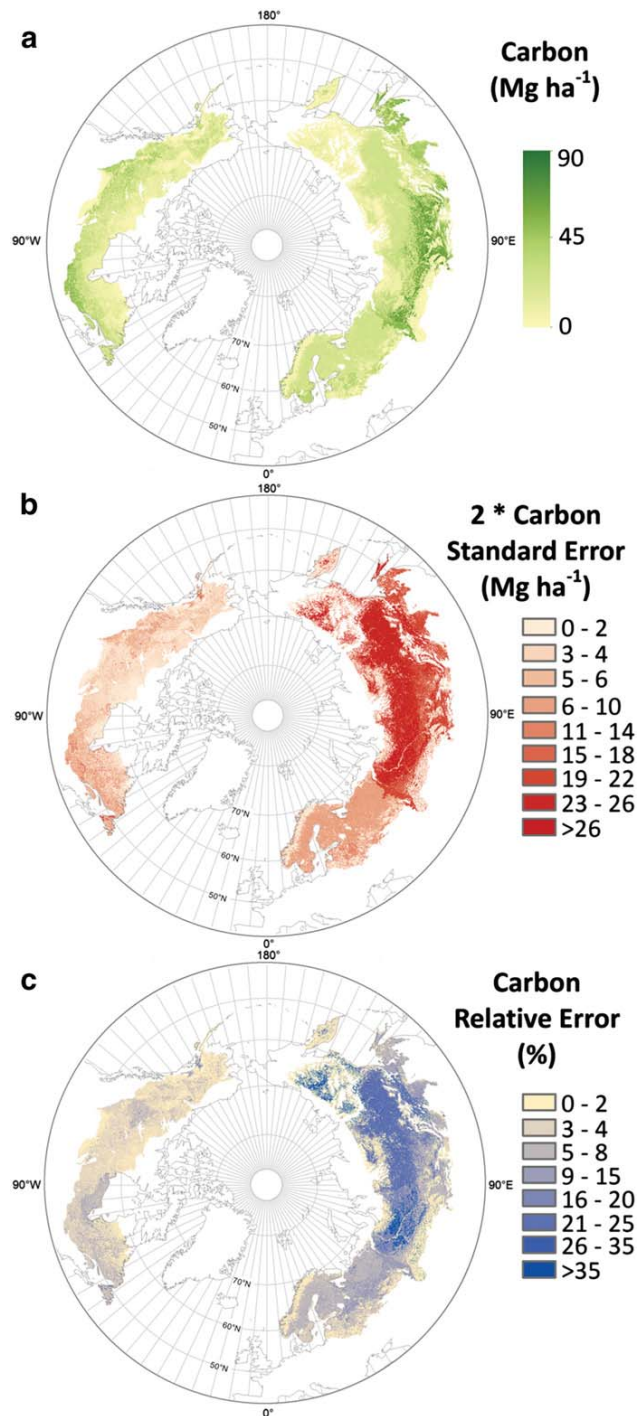 a
180°
Carbon
(Mg ha-1)
90
45
0
90°W
90°E
70°N
60°N
50°N
0°
b
180°
2 * Carbon
Standard Error
(Mg ha-1)
0 - 2
3 - 4
5 - 6
6 - 10
11 - 14
15 - 18
19 - 22
23 - 26
>26
90°W
90°E
70°N
60°N
50°N
0°
c
180°
Carbon
Relative Error
(%)
0 - 2
3 - 4
5 - 8
9 - 15
16 - 20
21 - 25
26 - 35
>35
90°W
90°E
70°N
60°N
50°N
0°